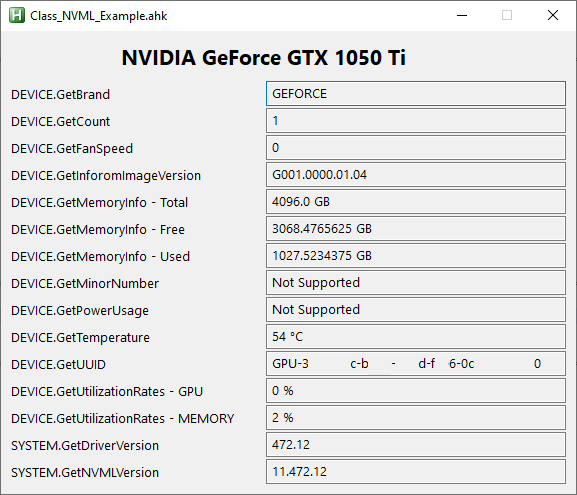 Class_NVML_Example.ahk
NVIDIA GeForce GTX 1050 Ti
DEVICE.GetBrand GEFORCE
DEVICE.GetCount 1
DEVICE.GetFanSpeed 0
DEVICE.GetInforomImageVersion G001.0000.01.04
DEVICE.GetMemoryInfo - Total 4096.0 GB
DEVICE.GetMemoryInfo - Free 3068.4765625 GB
DEVICE.GetMemoryInfo - Used 1027.5234375 GB
DEVICE.GetMinorNumber Not Supported
DEVICE.GetPowerUsage Not Supported
DEVICE.GetTemperature 54 °C
DEVICE.GetUUID GPU-3 c-b - d-f 6-0c 0
DEVICE.GetUtilizationRates - GPU 0 %
DEVICE.GetUtilizationRates - MEMORY 2 %
SYSTEM.GetDriverVersion 472.12
SYSTEM.GetNVMLVersion 11.472.12